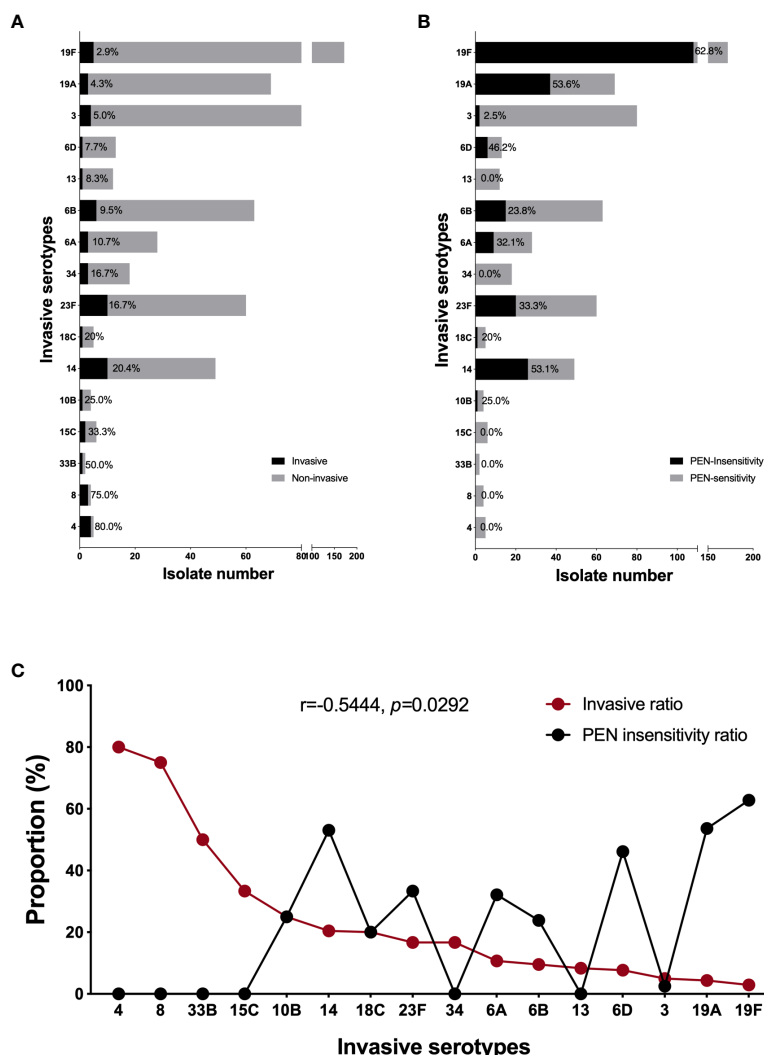 A
19F 2.9%
19A 4.3%
3 5.0%
6D 7.7%
13 8.3%
6B 9.5%
6A 10.7%
34 16.7%
23F 16.7%
18C 20%
14 20.4%
10B 25.0%
15C 33.3%
33B 50.0%
8 75.0%
4 80.0%
Invasive serotypes
Invasive
Non-invasive
0 20 40 60 80 100 150 200
Isolate number
B
19F 62.8%
19A 53.6%
3 2.5%
6D 46.2%
13 0.0%
6B 23.8%
6A 32.1%
34 0.0%
23F 33.3%
18C 20%
14 53.1%
10B 25.0%
15C 0.0%
33B 0.0%
8 0.0%
4 0.0%
Invasive serotypes
PEN-Insensitivity
PEN-sensitivity
0 20 40 60 80 100 150 200
Isolate number
C
r=-0.5444, p=0.0292
Invasive ratio
PEN insensitivity ratio
100
80
60
40
20
0
Proportion (%)
4 8 33B 15C 10B 14 18C 23F 34 6A 6B 13 6D 3 19A 19F
Invasive serotypes